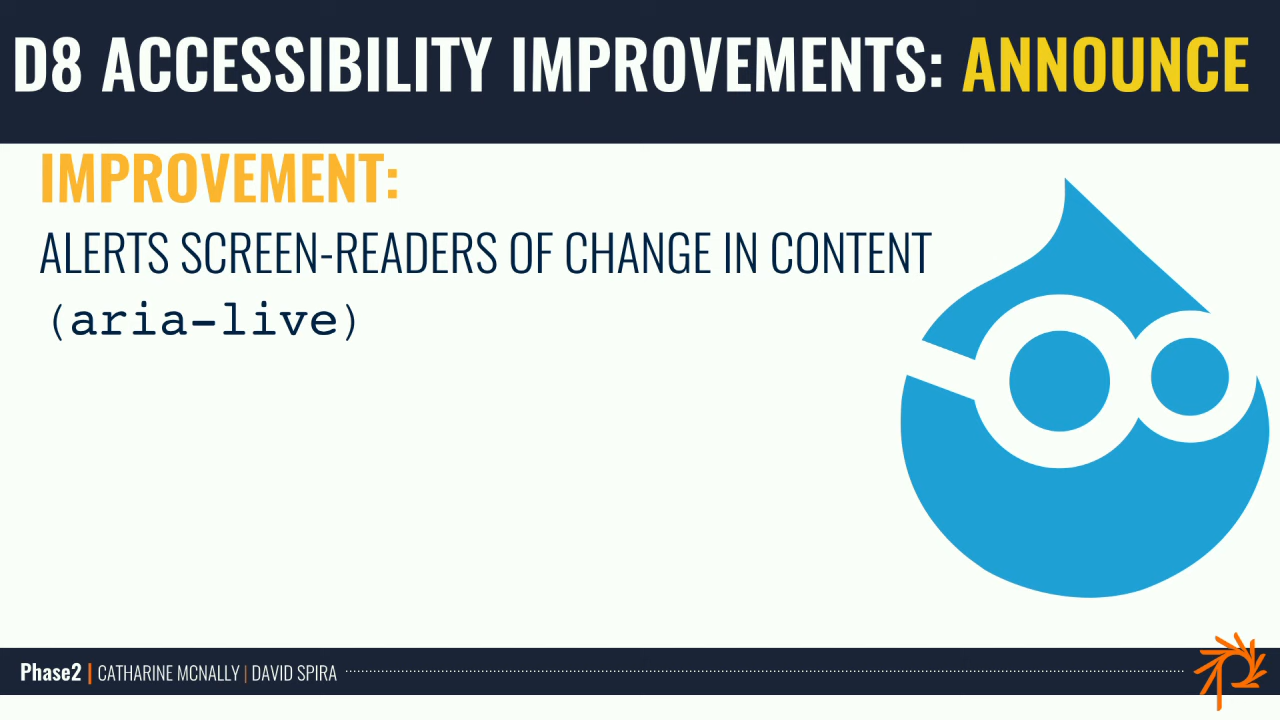 D8 ACCESSIBILITY IMPROVEMENTS: ANNOUNCE
IMPROVEMENT:
ALERTS SCREEN-READERS OF CHANGE IN CONTENT
(aria-live)
Phase2 | CATHARINE MCNALLY | DAVID SPIRA